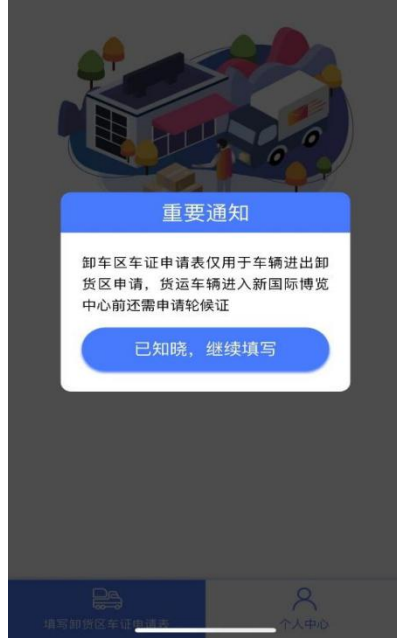 重要通知
卸车区车证申请表仅用于车辆进出卸
货区申请，货运车辆进入新国际博览
中心前还需申请轮候证
已知晓，继续填写
填写卸货区车证申请表
个人中心